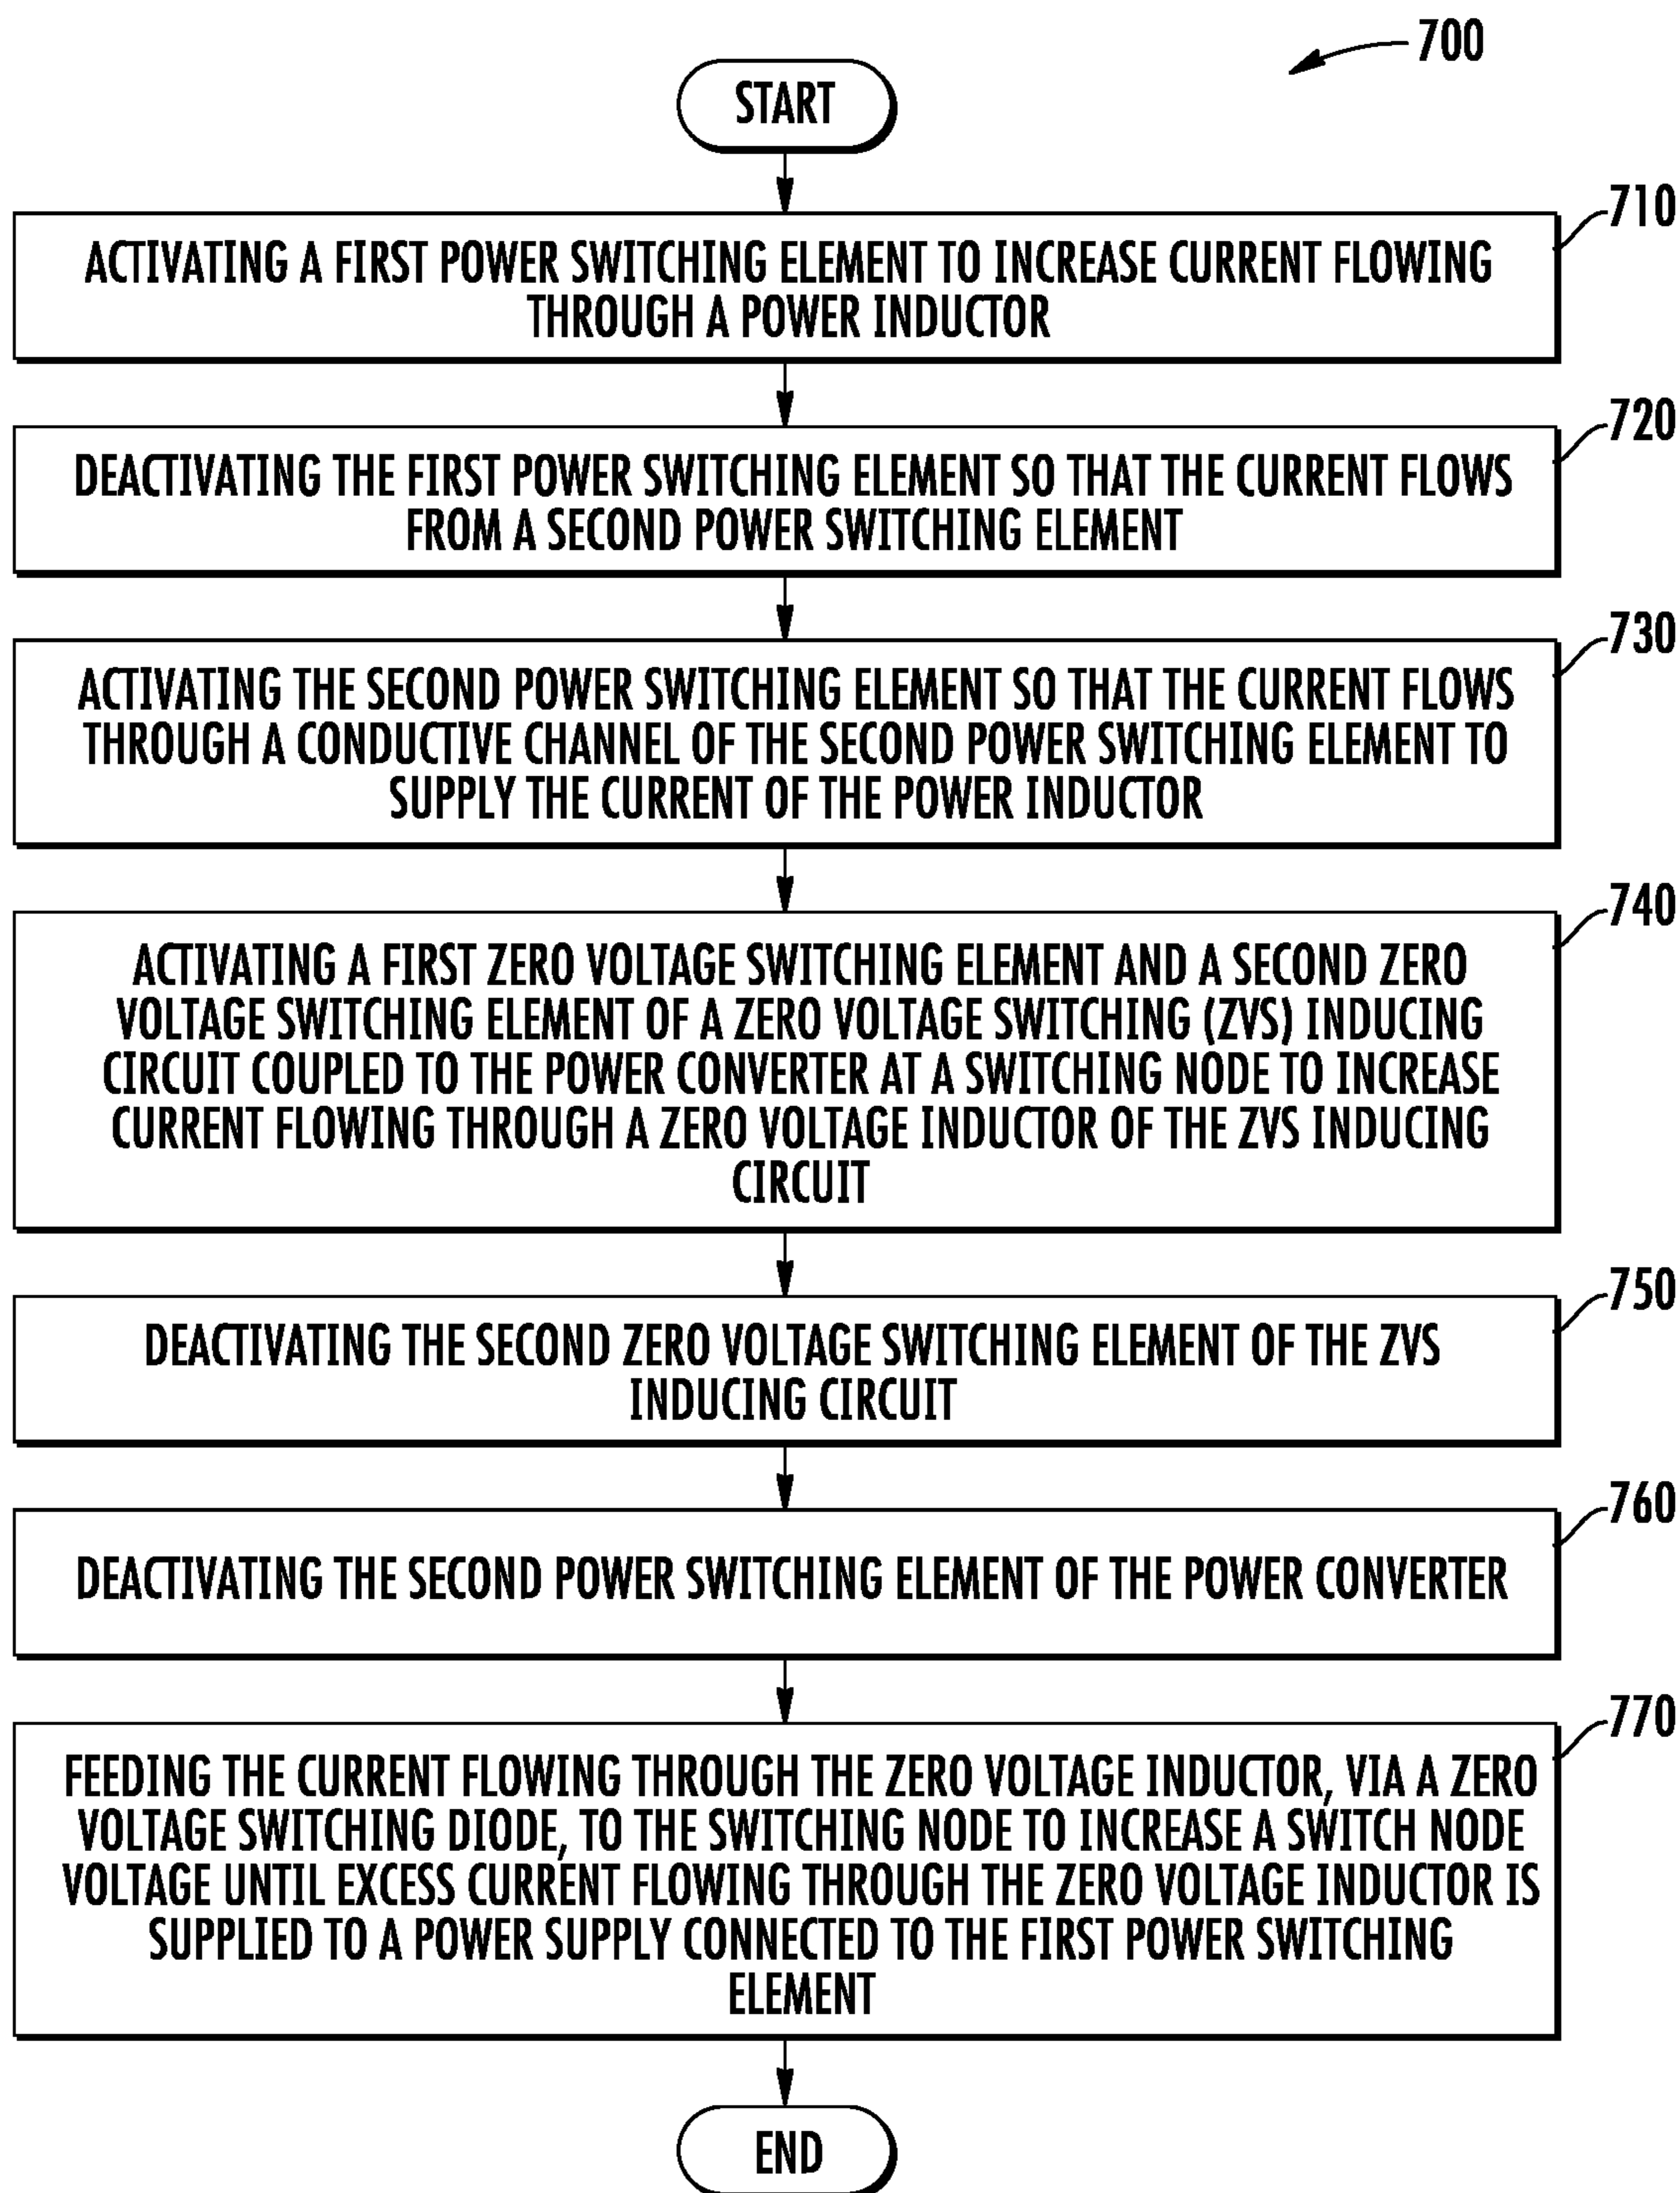 700
START
710
ACTIVATING A FIRST POWER SWITCHING ELEMENT TO INCREASE CURRENT FLOWING
THROUGH A POWER INDUCTOR
720
DEACTIVATING THE FIRST POWER SWITCHING ELEMENT SO THAT THE CURRENT FLOWS
FROM A SECOND POWER SWITCHING ELEMENT
730
ACTIVATING THE SECOND POWER SWITCHING ELEMENT SO THAT THE CURRENT FLOWS
THROUGH A CONDUCTIVE CHANNEL OF THE SECOND POWER SWITCHING ELEMENT TO
SUPPLY THE CURRENT OF THE POWER INDUCTOR
740
ACTIVATING A FIRST ZERO VOLTAGE SWITCHING ELEMENT AND A SECOND ZERO
VOLTAGE SWITCHING ELEMENT OF A ZERO VOLTAGE SWITCHING (ZVS) INDUCING
CIRCUIT COUPLED TO THE POWER CONVERTER AT A SWITCHING NODE TO INCREASE
CURRENT FLOWING THROUGH A ZERO VOLTAGE INDUCTOR OF THE ZVS INDUCING
CIRCUIT
750
DEACTIVATING THE SECOND ZERO VOLTAGE SWITCHING ELEMENT OF THE ZVS
INDUCING CIRCUIT
760
DEACTIVATING THE SECOND POWER SWITCHING ELEMENT OF THE POWER CONVERTER
770
FEEDING THE CURRENT FLOWING THROUGH THE ZERO VOLTAGE INDUCTOR, VIA A ZERO
VOLTAGE SWITCHING DIODE, TO THE SWITCHING NODE TO INCREASE A SWITCH NODE
VOLTAGE UNTIL EXCESS CURRENT FLOWING THROUGH THE ZERO VOLTAGE INDUCTOR IS
SUPPLIED TO A POWER SUPPLY CONNECTED TO THE FIRST POWER SWITCHING
ELEMENT
END